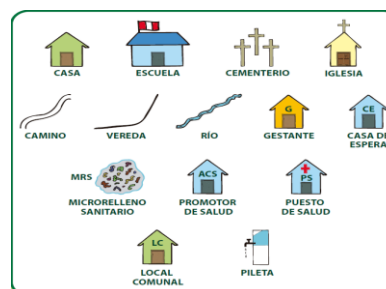 CASA
ESCUELA
CEMENTERIO
IGLESIA
CAMINO
VEREDA
RÍO
G
GESTANTE
CE
CASA DE
ESPERA
MRS
MICRORELLENO
SANITARIO
ACS
PROMOTOR
DE SALUD
PS
PUESTO
DE SALUD
LC
LOCAL
COMUNAL
PILETA